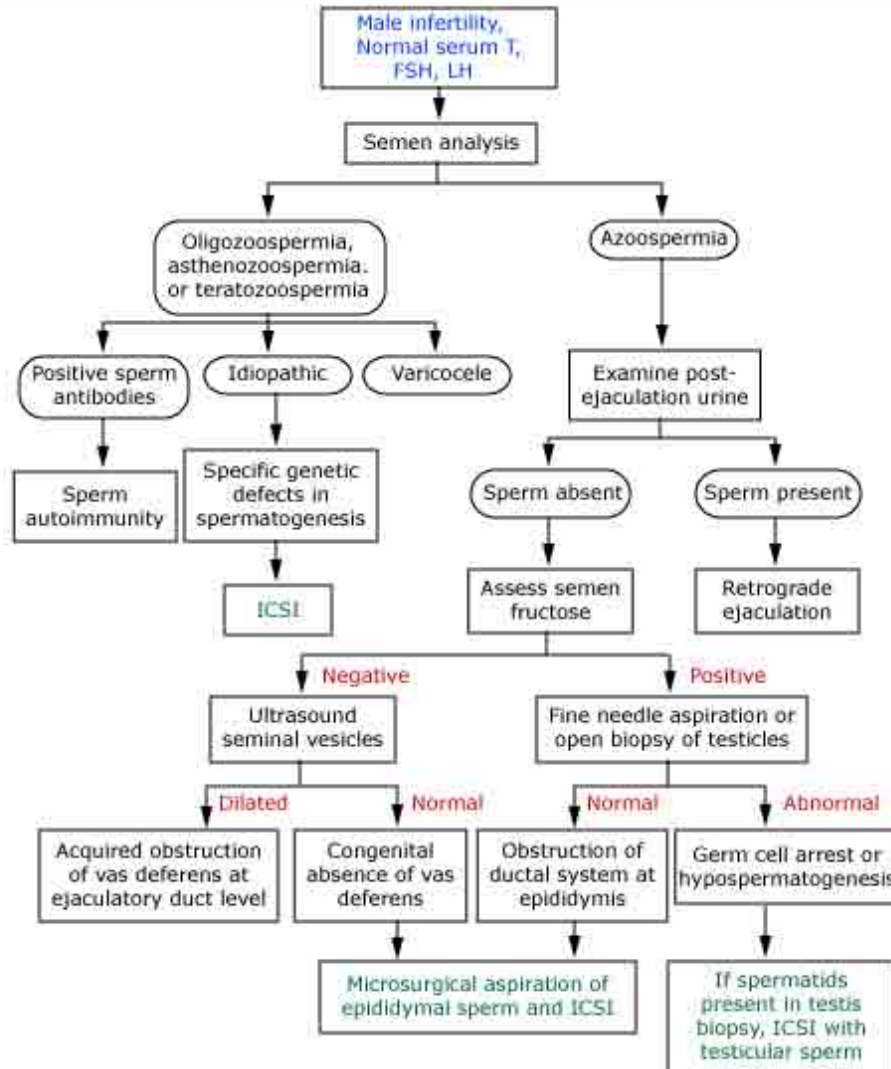 Male infertility,
Normal serum T,
FSH, LH
Semen analysis
Oligozoospermia,
asthenozoospermia.
or teratozoospermia
Azoospermia
Positive sperm
antibodies
Idiopathic
Varicocele
Examine post-
ejaculation urine
Sperm
autoimmunity
Specific genetic
defects in
spermatogenesis
Sperm absent
Sperm present
ICSI
Assess semen
fructose
Retrograde
ejaculation
Negative
Positive
Ultrasound
seminal vesicles
Fine needle aspiration or
open biopsy of testicles
Dilated
Normal
Normal
Abnormal
Acquired obstruction
of vas deferens at
ejaculatory duct level
Congenital
absence of vas
deferens
Obstruction of
ductal system at
epididymis
Germ cell arrest or
hypospermatogenesis
Microsurgical aspiration of
epididymal sperm and ICSI
If spermatids
present in testis
biopsy, ICSI with
testicular sperm